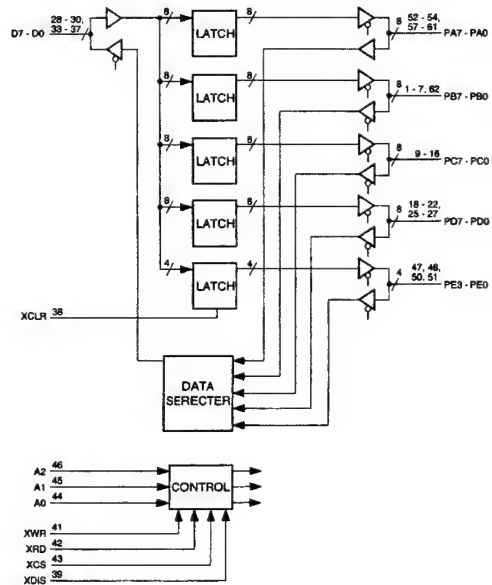 D7 - D0
28 - 30,
33 - 37
8
LATCH
8
8
52 - 54,
57 - 61
PA7 - PA0
8
LATCH
8
8
1 - 7, 62
PB7 - PB0
8
LATCH
8
8
9 - 16
PC7 - PC0
8
LATCH
8
8
18 - 22,
25 - 27
PD7 - PD0
4
LATCH
4
4
47, 48,
50, 51
PE3 - PE0
XCLR 38
DATA
SERECTER
A2 46
A1 45
A0 44
CONTROL
XWR 41
XRD 42
XCS 43
XDIS 39